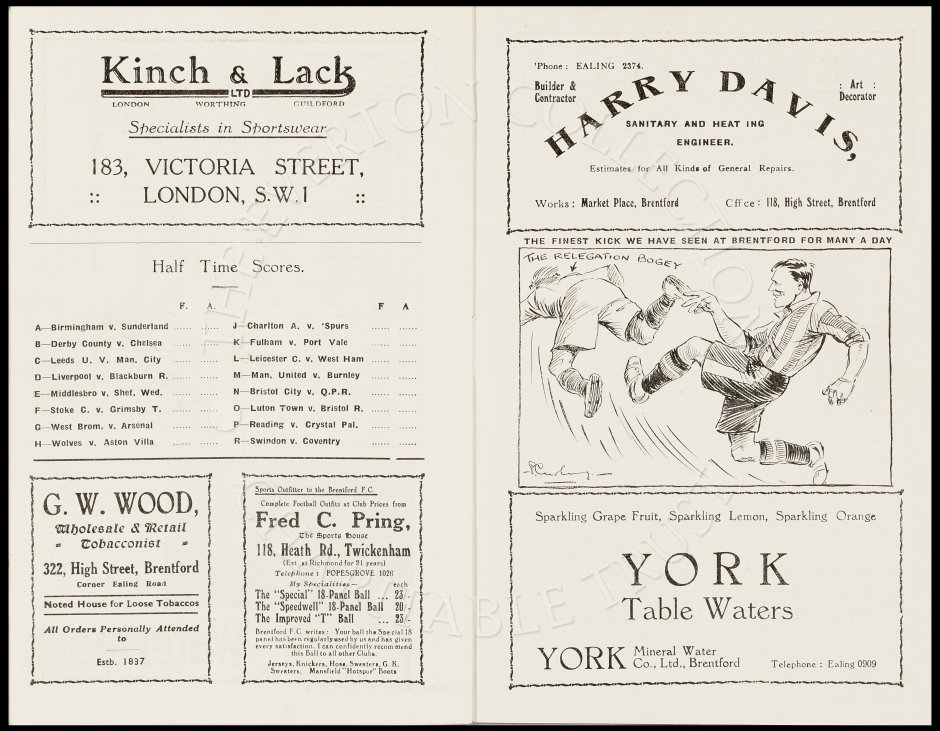 Kinch & Lack
LTD
LONDON WORTHING GUILDFORD
Specialists in Sportswear
183, VICTORIA STREET,
:: LONDON, S.W.1 ::
Half Time Scores.
F. A. F A
A—Birmingham v. Sunderland ...... ......
B—Derby County v. Chelsea ...... ......
C—Leeds U. V. Man. City ...... ......
D—Liverpool v. Blackburn R. ...... ......
E—Middlesbro v. Shef. Wed. ...... ......
F—Stoke C. v. Grimsby T. ...... ......
G—West Brom. v. Arsenal ...... ......
H—Wolves v. Aston Villa ...... ......
J—Charlton A. v. 'Spurs ...... ......
K—Fulham v. Port Vale ...... ......
L—Leicester C. v. West Ham ...... ......
M—Man. United v. Burnley ...... ......
N—Bristol City v. Q.P.R. ...... ......
O—Luton Town v. Bristol R. ...... ......
P—Reading v. Crystal Pal. ...... ......
R—Swindon v. Coventry ...... ......
G. W. WOOD,
Wholesale & Retail
- Tobacconist -
322, High Street, Brentford
Corner Ealing Road
Noted House for Loose Tobaccos
All Orders Personally Attended
to
Estb. 1837
Sports Outfitter to the Brentford F.C.
Complete Football Outfits at Club Prices from
Fred C. Pring,
The Sports House
118, Heath Rd., Twickenham
(Est. at Richmond for 21 years)
Telephone : POPESGROVE 1020
My Specialities— each
The "Special" 18-Panel Ball ... 23/-
The "Speedwell" 18-Panel Ball 20/-
The Improved "T" Ball ... 23/-
Brentford F.C. writes: Your ball the Special 18
panel has been regularly used by us and has given
every satisfaction. I can confidently recommend
this Ball to all other Clubs.
Jerseys, Knickers, Hose, Sweaters, G. K.
Sweaters. Mansfield "Hotspur" Boots
'Phone : EALING 2374.
Builder &
Contractor
: Art :
Decorator
HARRY DAVIS,
SANITARY AND HEAT ING
ENGINEER.
Estimates for All Kinds of General Repairs.
Works : Market Place, Brentford Cffce : 118, High Street, Brentford
THE FINEST KICK WE HAVE SEEN AT BRENTFORD FOR MANY A DAY
THE RELEGATION BOGEY
Sparkling Grape Fruit, Sparkling Lemon, Sparkling Orange
YORK
Table Waters
YORK Mineral Water
Co., Ltd., Brentford Telephone : Ealing 0909